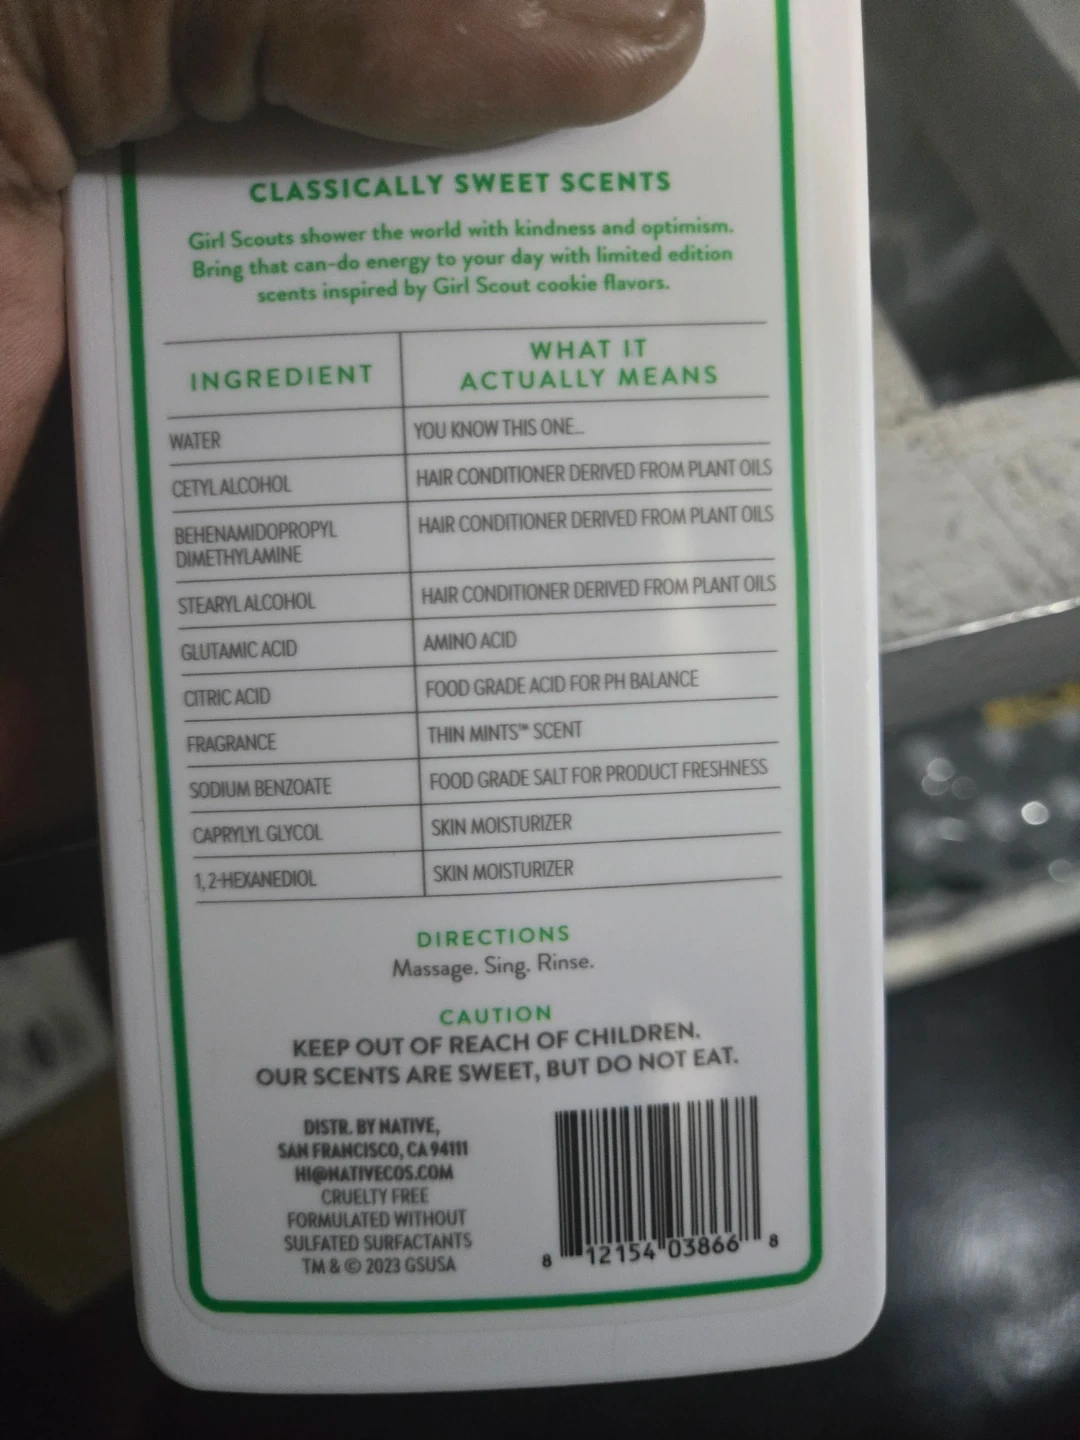 CLASSICALLY SWEET SCENTS
Girl Scouts shower the world with kindness and optimism.
Bring that can-do energy to your day with limited edition
scents inspired by Girl Scout cookie flavors.
INGREDIENT
WHAT IT
ACTUALLY MEANS
WATER
YOU KNOW THIS ONE...
CETYL ALCOHOL
HAIR CONDITIONER DERIVED FROM PLANT OILS
BEHENAMIDOPROPYL
DIMETHYLAMINE
HAIR CONDITIONER DERIVED FROM PLANT OILS
STEARYL ALCOHOL
HAIR CONDITIONER DERIVED FROM PLANT OILS
GLUTAMIC ACID
AMINO ACID
CITRIC ACID
FOOD GRADE ACID FOR PH BALANCE
FRAGRANCE
THIN MINTS™ SCENT
SODIUM BENZOATE
FOOD GRADE SALT FOR PRODUCT FRESHNESS
CAPRYLYL GLYCOL
SKIN MOISTURIZER
1,2-HEXANEDIOL
SKIN MOISTURIZER
DIRECTIONS
Massage. Sing. Rinse.
CAUTION
KEEP OUT OF REACH OF CHILDREN.
OUR SCENTS ARE SWEET, BUT DO NOT EAT.
DISTR. BY NATIVE,
SAN FRANCISCO, CA 94111
HI@NATIVECOS.COM
CRUELTY FREE
FORMULATED WITHOUT
SULFATED SURFACTANTS
TM & © 2023 GSUSA
8 12154 03866 8